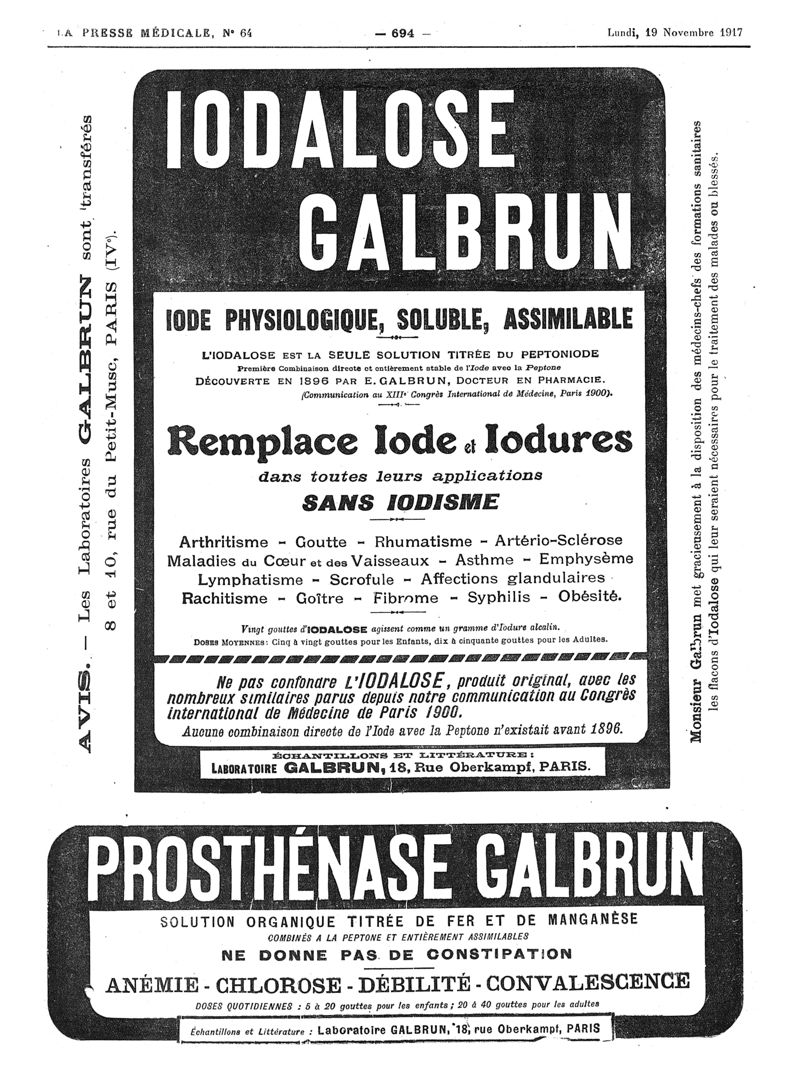 LA PRESSE MÉDICALE, N° 64
— 694 —
Lundi, 19 Novembre 1917
AVIS. — Les Laboratoires GALBRUN sont transférés
8 et 10, rue du Petit-Musc, PARIS (IVe).
IODALOSE
GALBRUN
IODE PHYSIOLOGIQUE, SOLUBLE, ASSIMILABLE
L'IODALOSE EST LA SEULE SOLUTION TITRÉE DU PEPTONIODE
Première Combinaison directe et entièrement stable de l'Iode avec la Peptone
DÉCOUVERTE EN 1896 PAR E. GALBRUN, DOCTEUR EN PHARMACIE.
(Communication au XIIIe Congrès International de Médecine, Paris 1900).
Remplace Iode et Iodures
dans toutes leurs applications
SANS IODISME
Arthritisme - Goutte - Rhumatisme - Artério-Sclérose
Maladies du Cœur et des Vaisseaux - Asthme - Emphysème
Lymphatisme - Scrofule - Affections glandulaires
Rachitisme - Goître - Fibrome - Syphilis - Obésité.
Vingt gouttes d'IODALOSE agissent comme un gramme d'Iodure alcalin.
DOSES MOYENNES: Cinq à vingt gouttes pour les Enfants, dix à cinquante gouttes pour les Adultes.
Ne pas confondre L'IODALOSE, produit original, avec les
nombreux similaires parus depuis notre communication au Congrès
international de Médecine de Paris 1900.
Aucune combinaison directe de l'Iode avec la Peptone n'existait avant 1896.
ÉCHANTILLONS ET LITTÉRATURE:
LABORATOIRE GALBRUN, 18, Rue Oberkampf, PARIS.
Monsieur Galbrun met gracieusement à la disposition des médecins-chefs des formations sanitaires
les flacons d'Iodalose qui leur seraient nécessaires pour le traitement des malades ou blessés.
PROSTHÉNASE GALBRUN
SOLUTION ORGANIQUE TITRÉE DE FER ET DE MANGANÈSE
COMBINÉS A LA PEPTONE ET ENTIÈREMENT ASSIMILABLES
NE DONNE PAS DE CONSTIPATION
ANÉMIE - CHLOROSE - DÉBILITÉ - CONVALESCENCE
DOSES QUOTIDIENNES : 5 à 20 gouttes pour les enfants ; 20 à 40 gouttes pour les adultes
Échantillons et Littérature : Laboratoire GALBRUN, 18, rue Oberkampf, PARIS